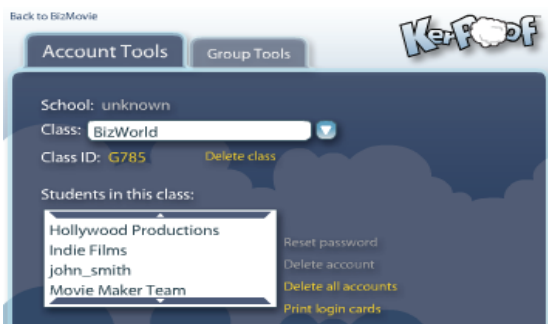 Back to BizMovie
KerPoof
Account Tools
Group Tools
School: unknown
Class: BizWorld
Class ID: G785
Delete class
Students in this class:
Hollywood Productions
Indie Films
john_smith
Movie Maker Team
Reset password
Delete account
Delete all accounts
Print login cards